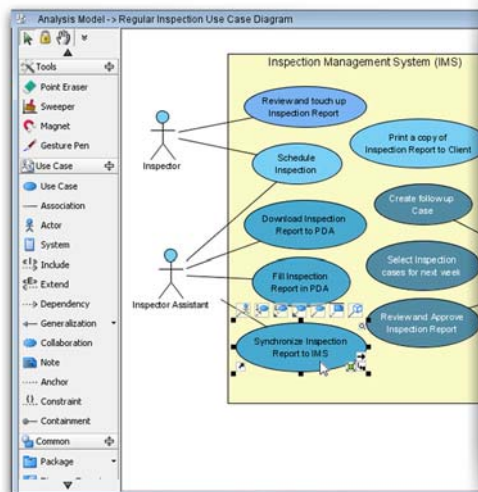 Analysis Model -> Regular Inspection Use Case Diagram
Tools
Point Eraser
Sweeper
Magnet
Gesture Pen
Use Case
Use Case
Association
Actor
System
Include
Extend
Dependency
Generalization
Collaboration
Note
Anchor
Constraint
Containment
Common
Package
Inspection Management System (IMS)
Review and touch up
Inspection Report
Print a copy of
Inspection Report to Client
Inspector
Schedule
Inspection
Create follow up
Case
Download Inspection
Report to PDA
Select Inspection
cases for next week
Fill Inspection
Report in PDA
Inspector Assistant
Review and Approve
Inspection Report
Synchronize Inspection
Report to IMS